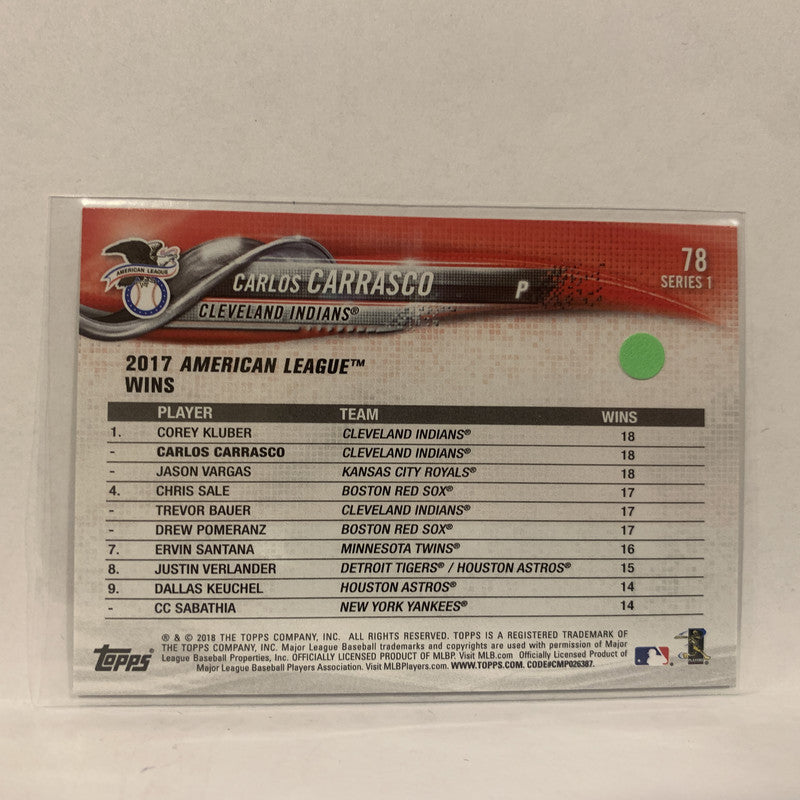 78
SERIES 1
AMERICAN LEAGUE
CARLOS CARRASCO P
CLEVELAND INDIANS®
2017 AMERICAN LEAGUE™
WINS
PLAYER TEAM WINS
1. COREY KLUBER CLEVELAND INDIANS® 18
- CARLOS CARRASCO CLEVELAND INDIANS® 18
- JASON VARGAS KANSAS CITY ROYALS® 18
4. CHRIS SALE BOSTON RED SOX® 17
- TREVOR BAUER CLEVELAND INDIANS® 17
- DREW POMERANZ BOSTON RED SOX® 17
7. ERVIN SANTANA MINNESOTA TWINS® 16
8. JUSTIN VERLANDER DETROIT TIGERS® / HOUSTON ASTROS® 15
9. DALLAS KEUCHEL HOUSTON ASTROS® 14
- CC SABATHIA NEW YORK YANKEES® 14
TOPPS®
® & © 2018 THE TOPPS COMPANY, INC. ALL RIGHTS RESERVED. TOPPS IS A REGISTERED TRADEMARK OF
THE TOPPS COMPANY, INC. Major League Baseball trademarks and copyrights are used with permission of Major
League Baseball Properties, Inc. OFFICIALLY LICENSED PRODUCT OF MLBP. Visit MLB.com Officially Licensed Product of
Major League Baseball Players Association. Visit MLBPlayers.com. WWW.TOPPS.COM. CODE#CMP026387.